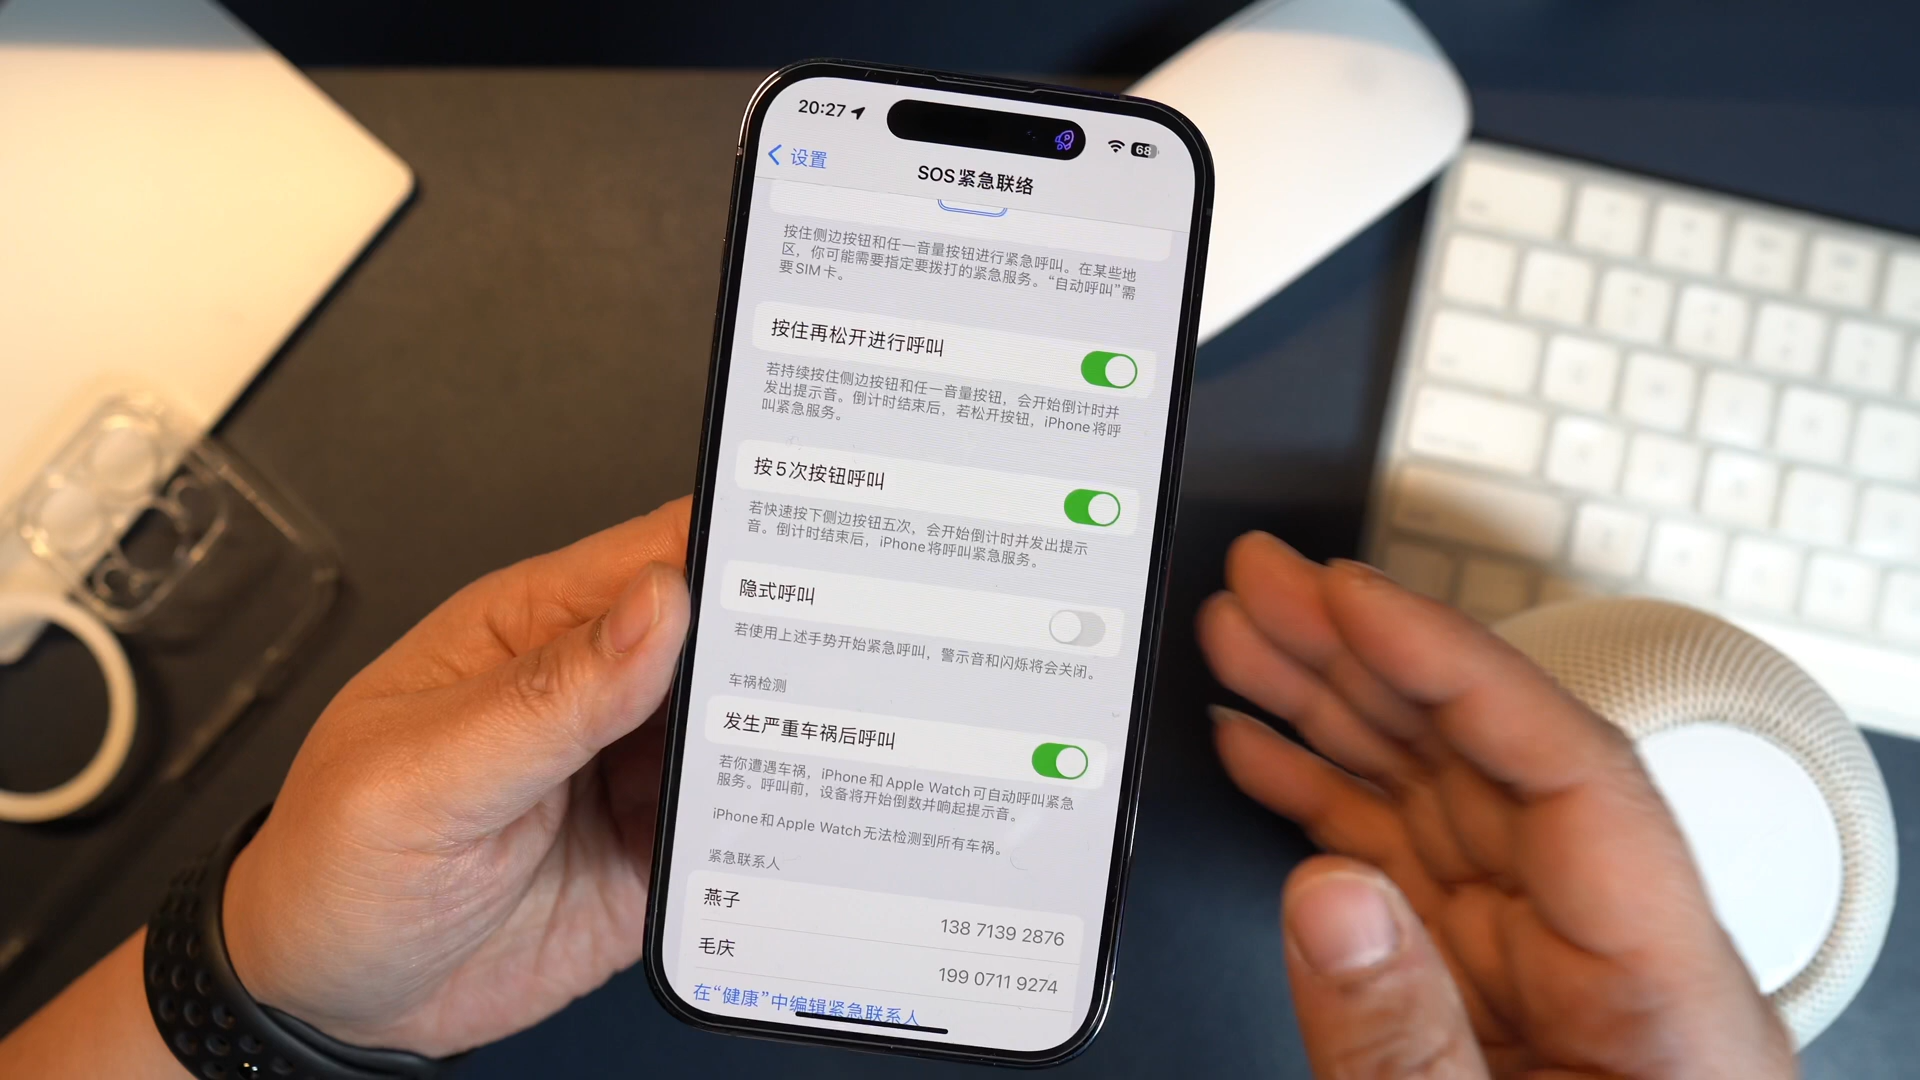 20:27
68
设置
SOS紧急联络
按住侧边按钮和任一音量按钮进行紧急呼叫。在某些地
区，你可能需要指定要拨打的紧急服务。“自动呼叫”需
要SIM卡。
按住再松开进行呼叫
若持续按住侧边按钮和任一音量按钮，会开始倒计时并
发出提示音。倒计时结束后，若松开按钮，iPhone将呼
叫紧急服务。
按5次按钮呼叫
若快速按下侧边按钮五次，会开始倒计时并发出提示
音。倒计时结束后，iPhone将呼叫紧急服务。
隐式呼叫
若使用上述手势开始紧急呼叫，警示音和闪烁将会关闭。
车祸检测
发生严重车祸后呼叫
若你遭遇车祸，iPhone和Apple Watch可自动呼叫紧急
服务。呼叫前，设备将开始倒数并响起提示音。
iPhone和Apple Watch无法检测到所有车祸。
紧急联系人
燕子 138 7139 2876
毛庆 199 0711 9274
在“健康”中编辑紧急联系人